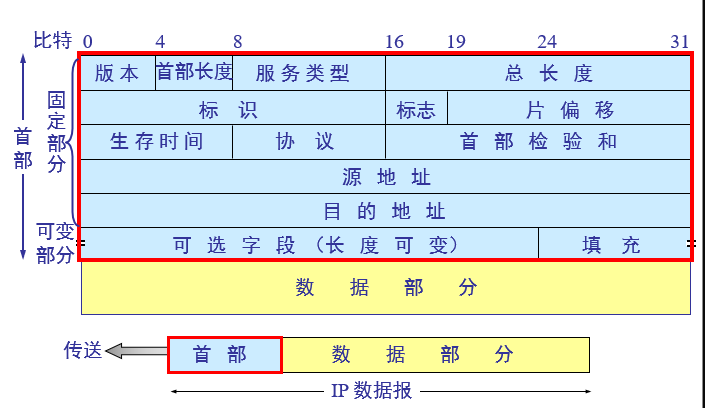 比特 0 4 8 16 19 24 31
版本 首部长度 服务类型 总长度
标识 标志 片偏移
生存时间 协议 首部检验和
源地址
目的地址
可选字段（长度可变） 填充
首部
固定部分
可变部分
数据部分
传送 首部 数据部分
IP 数据报